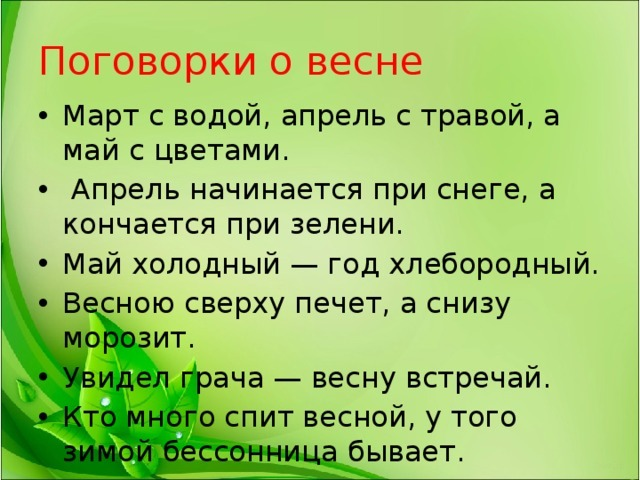 Поговорки о весне
• Март с водой, апрель с травой, а
май с цветами.
• Апрель начинается при снеге, а
кончается при зелени.
• Май холодный — год хлебородный.
• Весною сверху печет, а снизу
морозит.
• Увидел грача — весну встречай.
• Кто много спит весной, у того
зимой бессонница бывает.